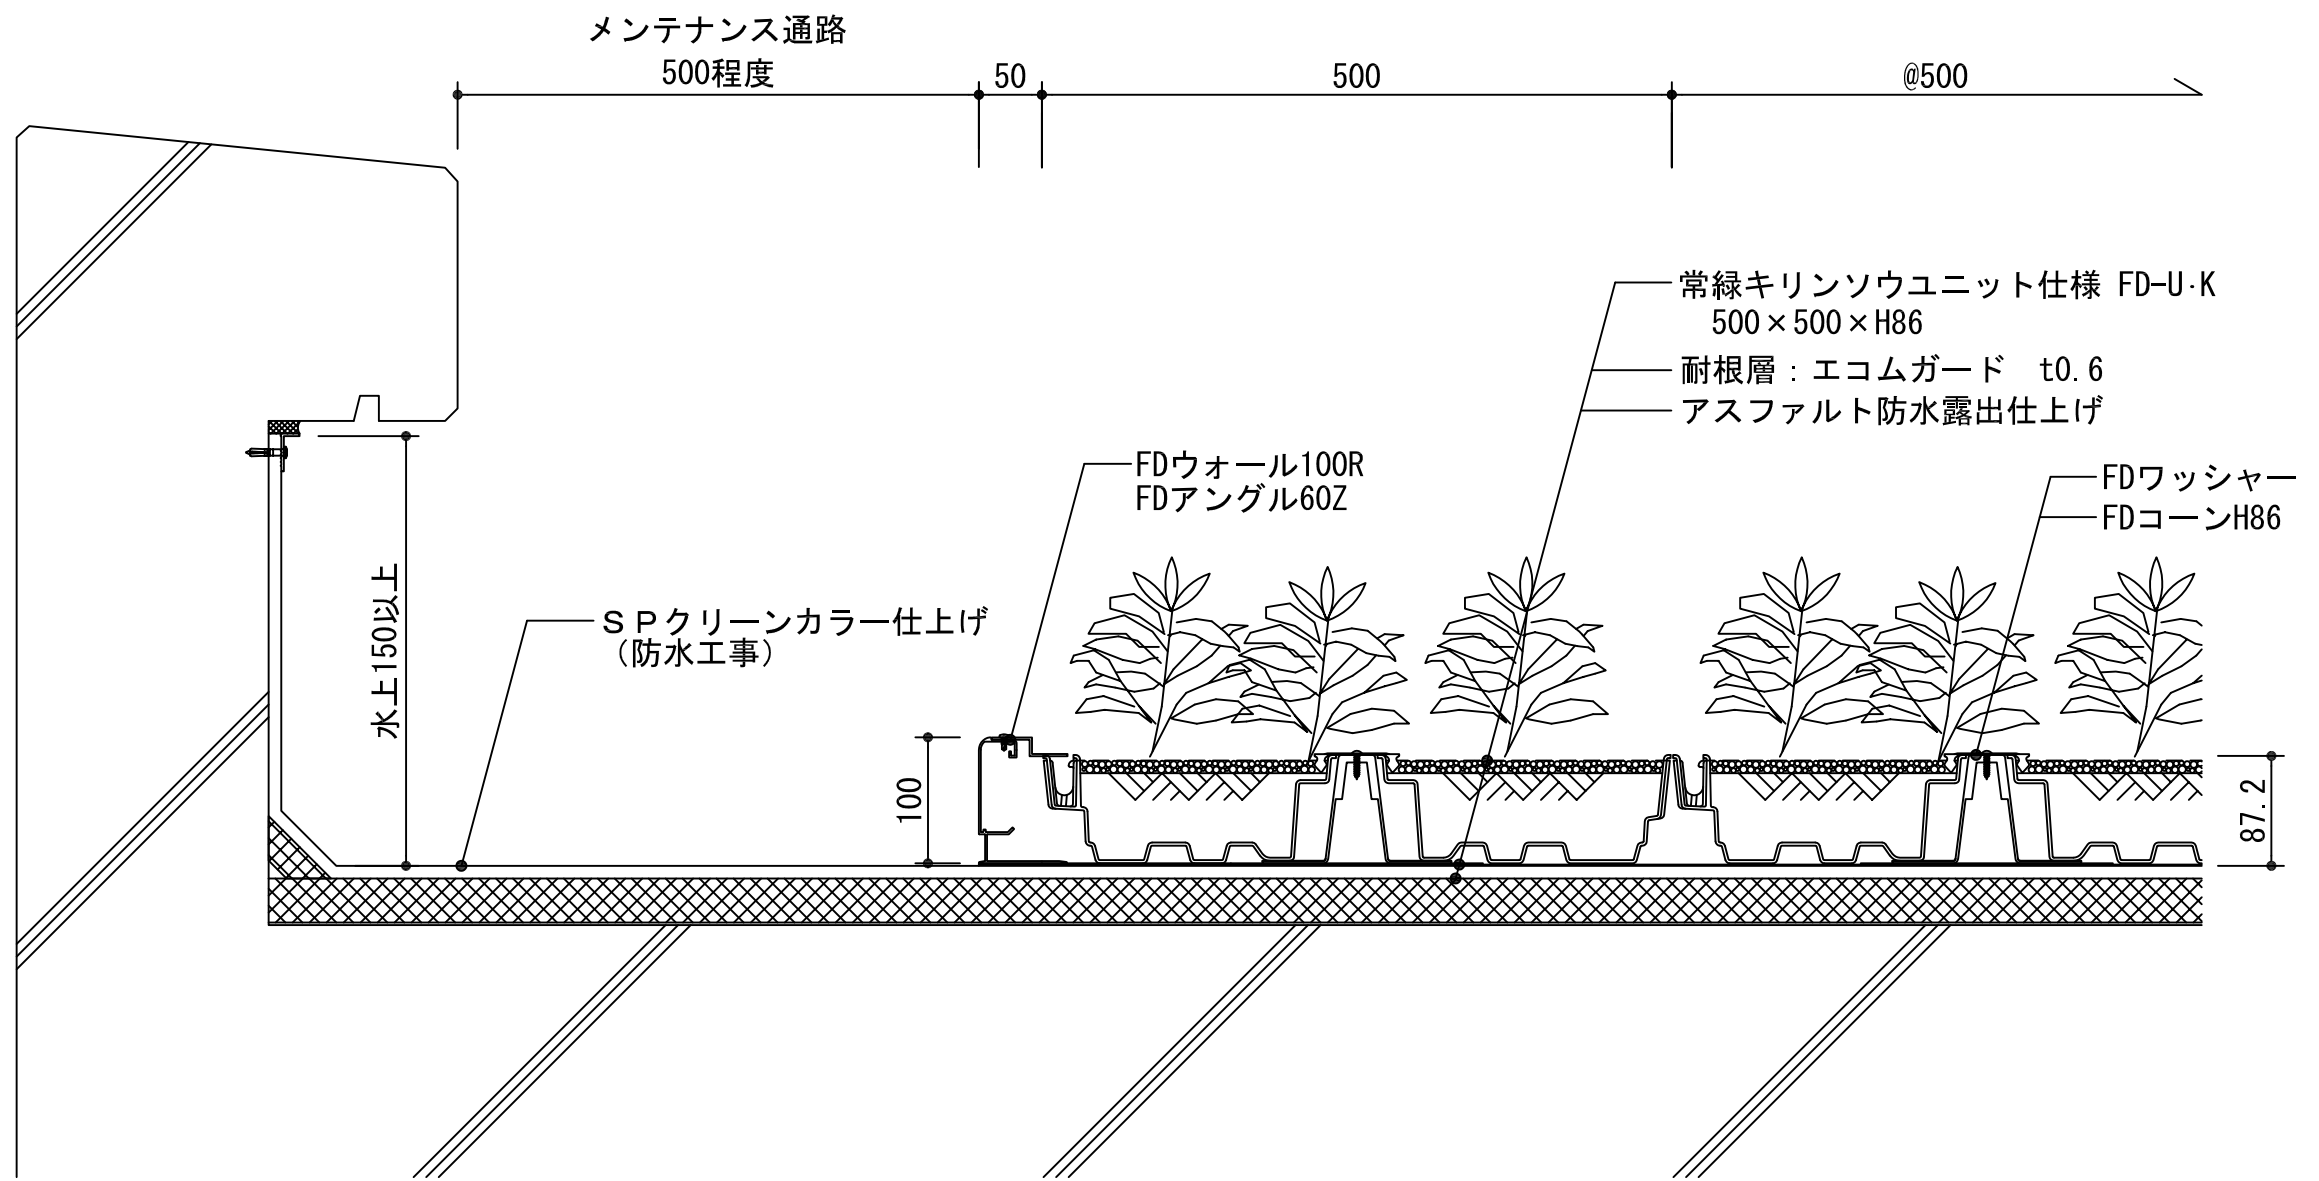 メンテナンス通路
500程度
50
500
@500
常緑キリンソウユニット仕様 FD-U·K
500×500×H86
耐根層：エコムガード t0.6
アスファルト防水露出仕上げ
FDウォール100R
FDアングル60Z
FDワッシャー
FDコーンH86
水上150以上
ＳＰクリーンカラー仕上げ
（防水工事）
100
87.2